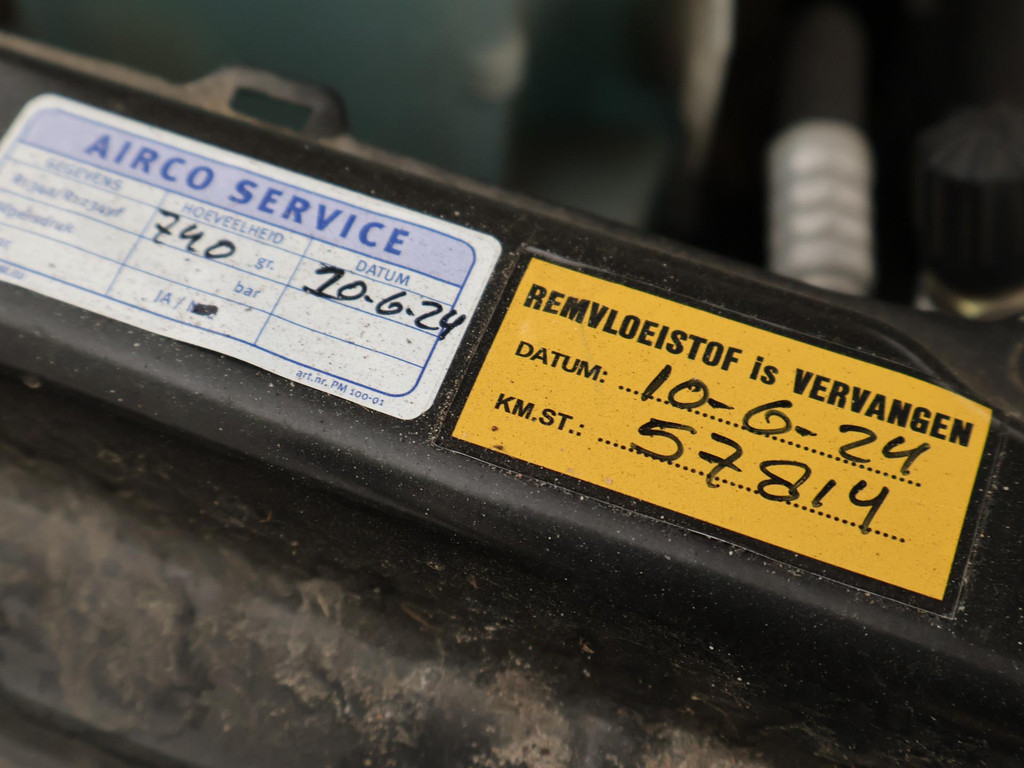 AIRCO SERVICE
GEGEVENS HOEVEELHEID DATUM
740 gr. 10-6-24
bar
JA /
art.nr. PM 100-01
REMVLOEISTOF is VERVANGEN
DATUM: 10-6-24
KM.ST.: 57814